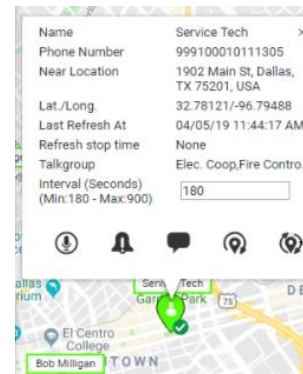 Name Service Tech ×
Phone Number 999100010111305
Near Location 1902 Main St, Dallas,
TX 75201, USA
Lat./Long. 32.78121/-96.79488
Last Refresh At 04/05/19 11:44:17 AM
Refresh stop time None
Talkgroup Elec. Coop,Fire Contro.
Interval (Seconds) 180
(Min:180 - Max:900)
Serv Tech
Gar Park 75
El Centro
College
Bob Milligan TOWN